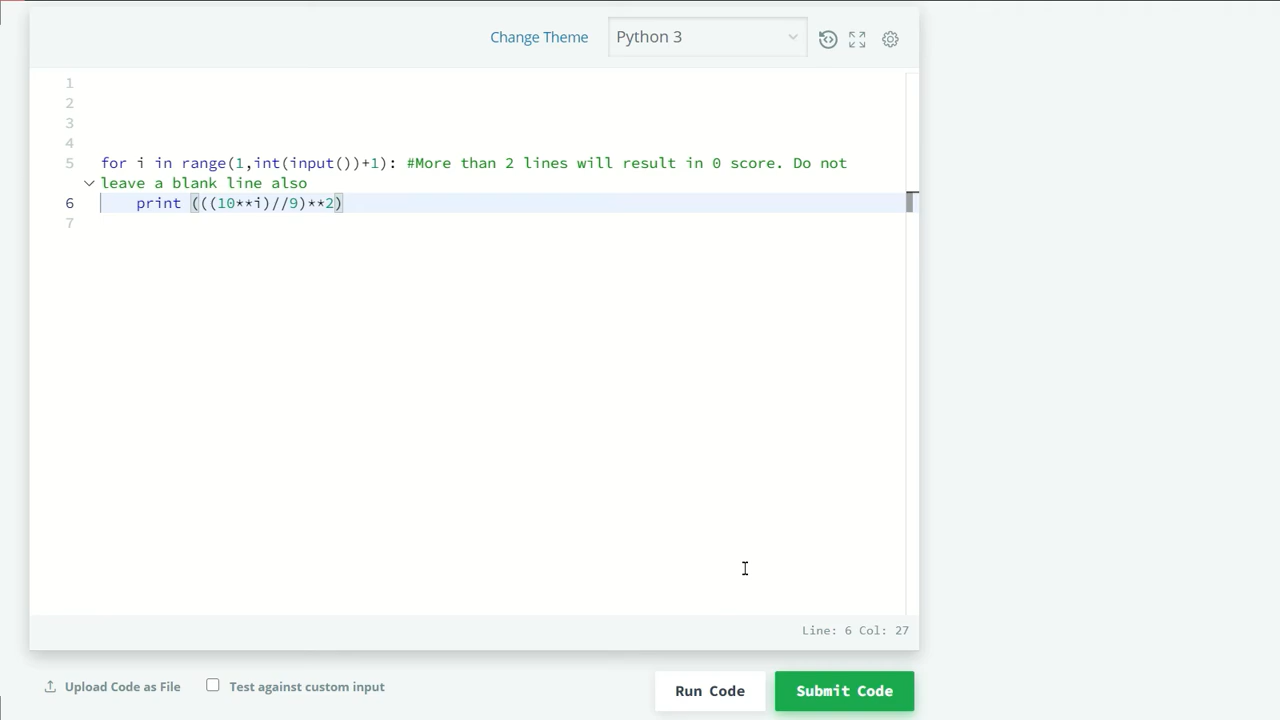 Change Theme Python 3
1
2
3
4
5 for i in range(1,int(input())+1): #More than 2 lines will result in 0 score. Do not
leave a blank line also
6 print (((10**i)//9)**2)
7
Line: 6 Col: 27
Upload Code as File Test against custom input Run Code Submit Code